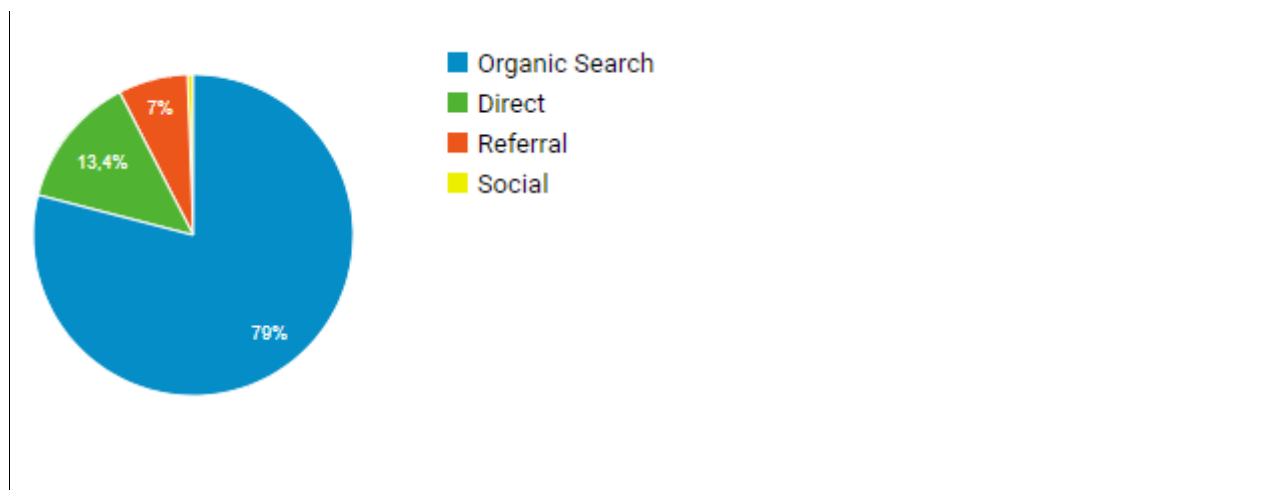 Organic Search
Direct
Referral
Social
7%
13,4%
79%